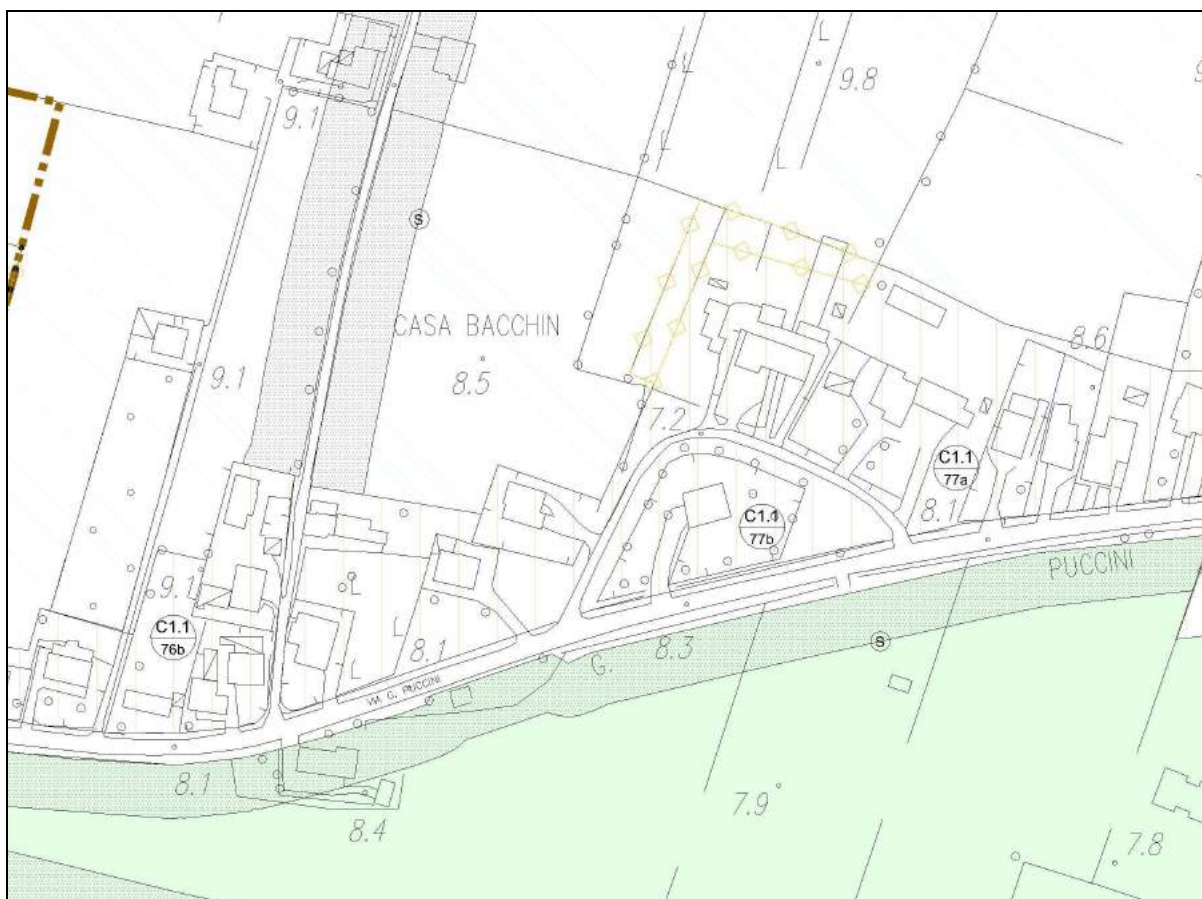 9.8
9.1
S
CASA BACCHIN
8.5
8.6
9.1
7.2
C1.1
77a
8.1
C1.1
77b
PUCCINI
9.1
C1.1
76b
8.1
8.3
S
G.
VIA G. PUCCINI
8.1
7.9
8.4
7.8